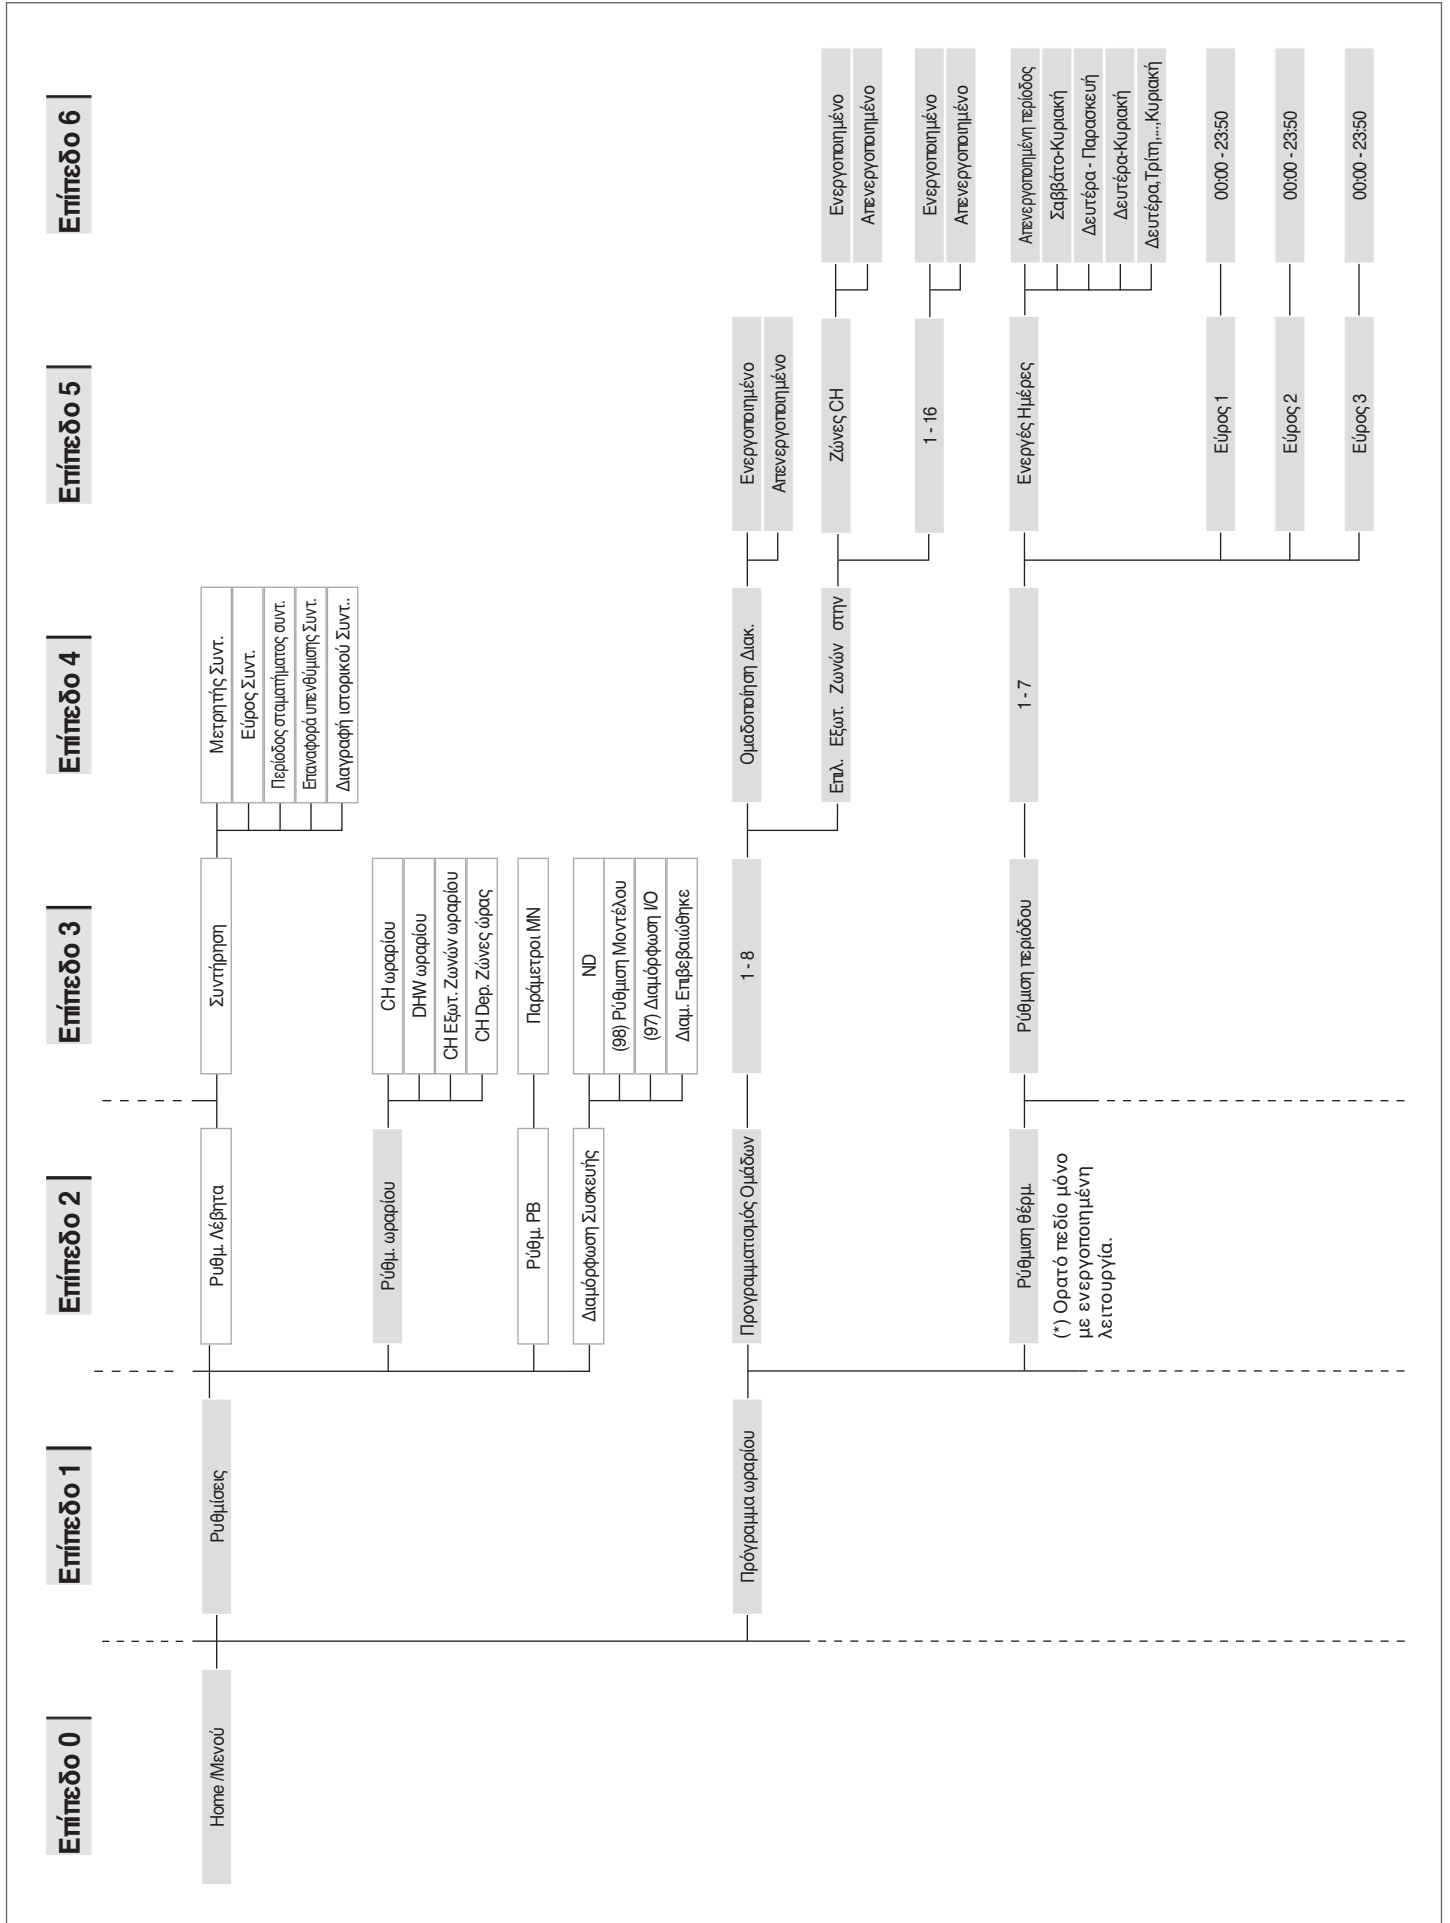 Επίπεδο 0
Επίπεδο 1
Επίπεδο 2
Επίπεδο 3
Επίπεδο 4
Επίπεδο 5
Επίπεδο 6
Home /Μενού
Ρυθμίσεις
Ρυθμ. Λέβητα
Συντήρηση
Μετρητής Συντ.
Εύρος Συντ.
Περίοδος σταματήματος συντ.
Επαναφορά υπενθύμισης Συντ.
Διαγραφή ιστορικού Συντ..
Ρύθμ. ωραρίου
CH ωραρίου
DHW ωραρίου
CH Εξωτ. Ζωνών ωραρίου
CH Dep. Ζώνες ώρας
Ρύθμ. PB
Παράμετροι MN
Διαμόρφωση Συσκευής
ND
(98) Ρύθμιση Μοντέλου
(97) Διαμόρφωση I/O
Διαμ. Επιβεβαιώθηκε
Πρόγραμμα ωραρίου
Προγραμματισμός Ομάδων
1 - 8
Ομαδοποίηση Διακ.
Ενεργοποιημένο
Απενεργοποιημένο
Επιλ. Εξωτ. Ζωνών στην
Ζώνες CH
Ενεργοποιημένο
Απενεργοποιημένο
1 - 16
Ενεργοποιημένο
Απενεργοποιημένο
Ρύθμιση θέρμ.
Ρύθμιση περιόδου
1 - 7
Ενεργές Ημέρες
Απενεργοποιημένη περίοδος
Σαββάτο-Κυριακή
Δευτέρα - Παρασκευή
Δευτέρα-Κυριακή
Δευτέρα,Τρίτη,...,Κυριακή
Εύρος 1
00:00 - 23:50
Εύρος 2
00:00 - 23:50
Εύρος 3
00:00 - 23:50
(*) Ορατό πεδίο μόνο
με ενεργοποιημένη
λειτουργία.